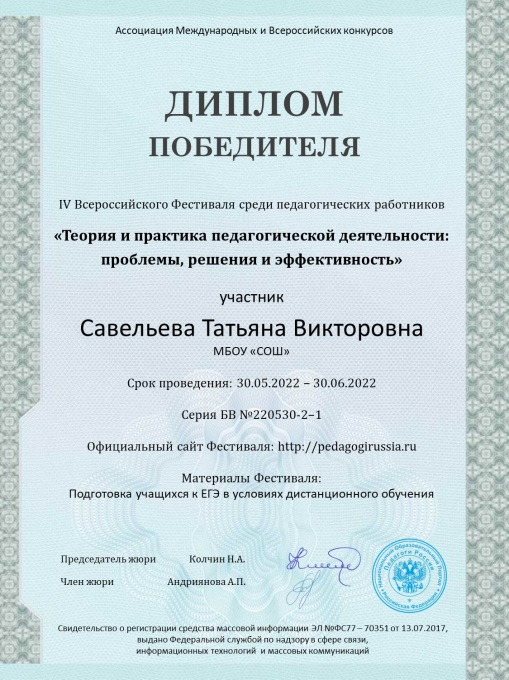 Ассоциация Международных и Всероссийских конкурсов
ДИПЛОМ
ПОБЕДИТЕЛЯ
IV Всероссийского Фестиваля среди педагогических работников
«Теория и практика педагогической деятельности:
проблемы, решения и эффективность»
участник
Савельева Татьяна Викторовна
МБОУ «СОШ»
Срок проведения: 30.05.2022 – 30.06.2022
Серия БВ №220530-2–1
Официальный сайт Фестиваля: http://pedagogirussia.ru
Материалы Фестиваля:
Подготовка учащихся к ЕГЭ в условиях дистанционного обучения
Председатель жюри Колчин Н.А.
Член жюри Андриянова А.П.
Педагоги России
Свидетельство о регистрации средства массовой информации ЭЛ №ФС77 – 70351 от 13.07.2017,
выдано Федеральной службой по надзору в сфере связи,
информационных технологий и массовых коммуникаций